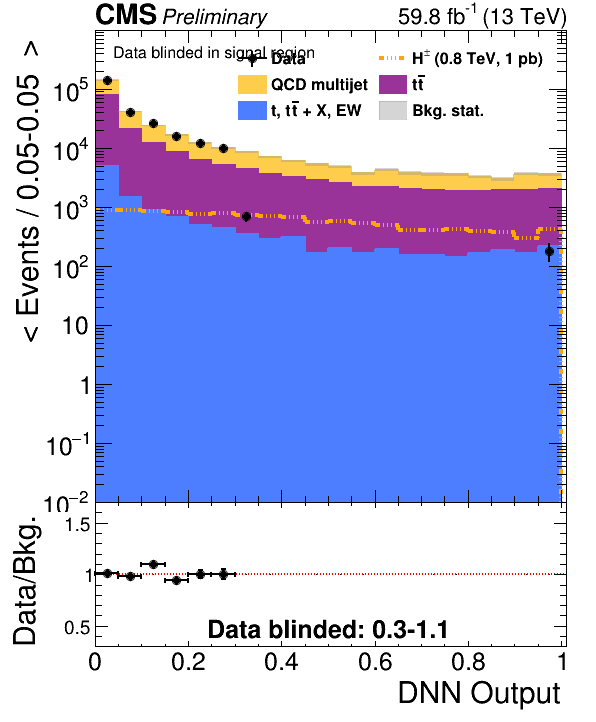 CMS Preliminary 59.8 fb⁻¹ (13 TeV)
Data blinded in signal region
Data
H± (0.8 TeV, 1 pb)
QCD multijet
tt̄
t, tt̄ + X, EW
Bkg. stat.
< Events / 0.05-0.05 >
10⁵
10⁴
10³
10²
10
1
10⁻¹
10⁻²
Data/Bkg.
1.5
1
0.5
Data blinded: 0.3-1.1
0 0.2 0.4 0.6 0.8 1
DNN Output